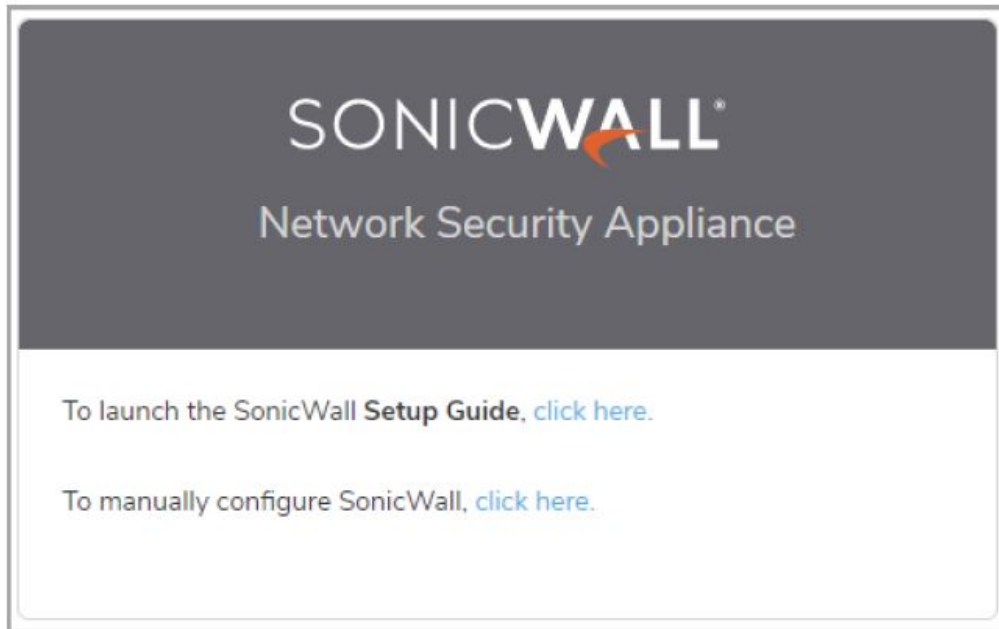 SONICWALL®
Network Security Appliance
To launch the SonicWall Setup Guide, click here.
To manually configure SonicWall, click here.